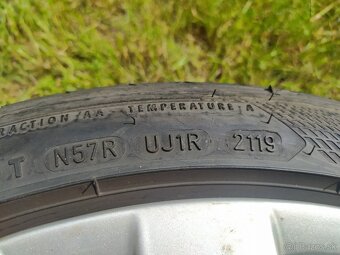 RACTION AA TEMPERATURE A
T N57R UJ1R 2119